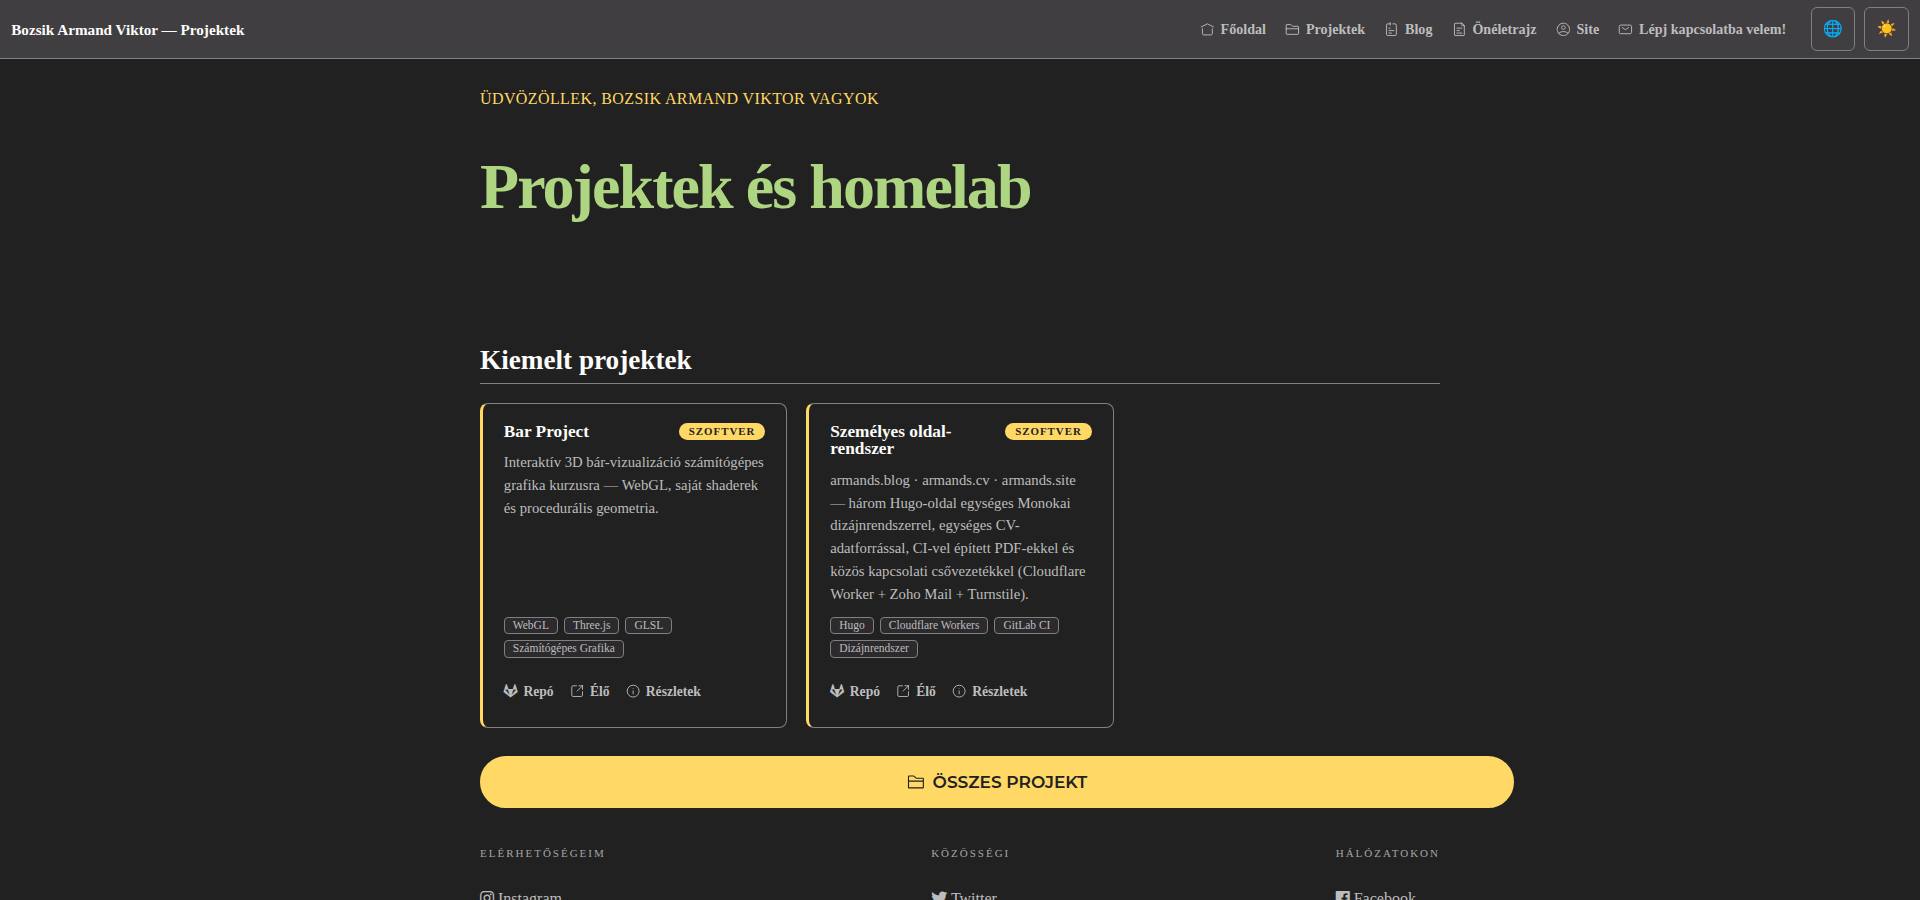 Bozsik Armand Viktor — Projektek
Főoldal
Projektek
Blog
Önéletrajz
Site
Lépj kapcsolatba velem!
ÜDVÖZÖLLEK, BOZSIK ARMAND VIKTOR VAGYOK
Projektek és homelab
Kiemelt projektek
Bar Project
SZOFTVER
Interaktív 3D bár-vizualizáció számítógépes
grafika kurzusra — WebGL, saját shaderek
és procedurális geometria.
WebGL
Three.js
GLSL
Számítógépes Grafika
Repó
Élő
Részletek
Személyes oldal-
rendszer
SZOFTVER
armands.blog · armands.cv · armands.site
— három Hugo-oldal egységes Monokai
dizájnrendszerrel, egységes CV-
adatforrással, CI-vel épített PDF-ekkel és
közös kapcsolati csővezetékkel (Cloudflare
Worker + Zoho Mail + Turnstile).
Hugo
Cloudflare Workers
GitLab CI
Dizájnrendszer
Repó
Élő
Részletek
ÖSSZES PROJEKT
ELÉRHETŐSÉGEIM
KÖZÖSSÉGI
HÁLÓZATOKON
Instagram
Twitter
Facebook